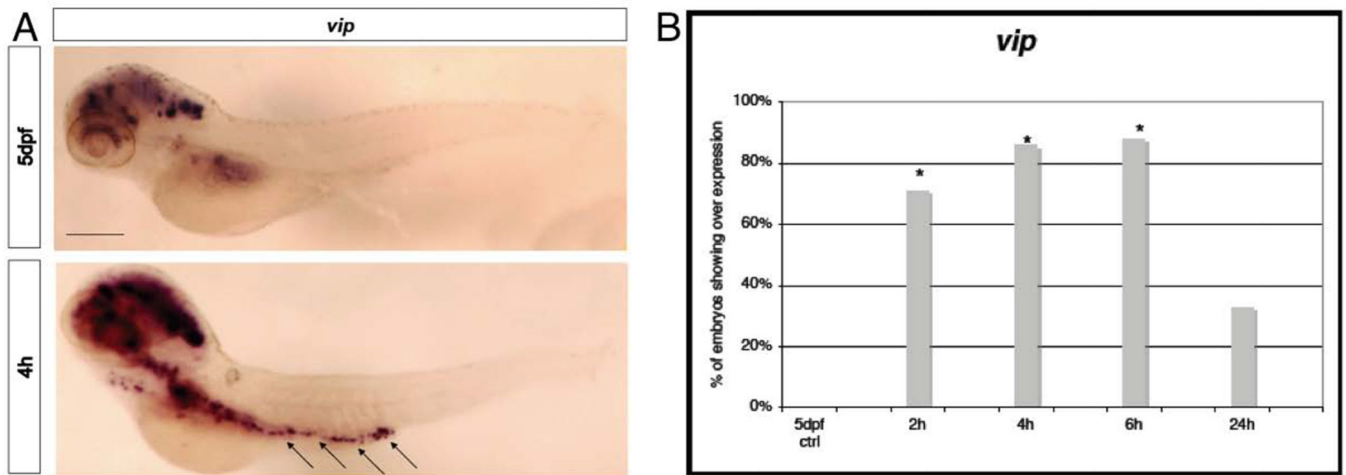 A
vip
5dpf
4h
B
vip
% of embryos showing over expression
100%
80%
60%
40%
20%
0%
*
*
*
5dpf ctrl
2h
4h
6h
24h